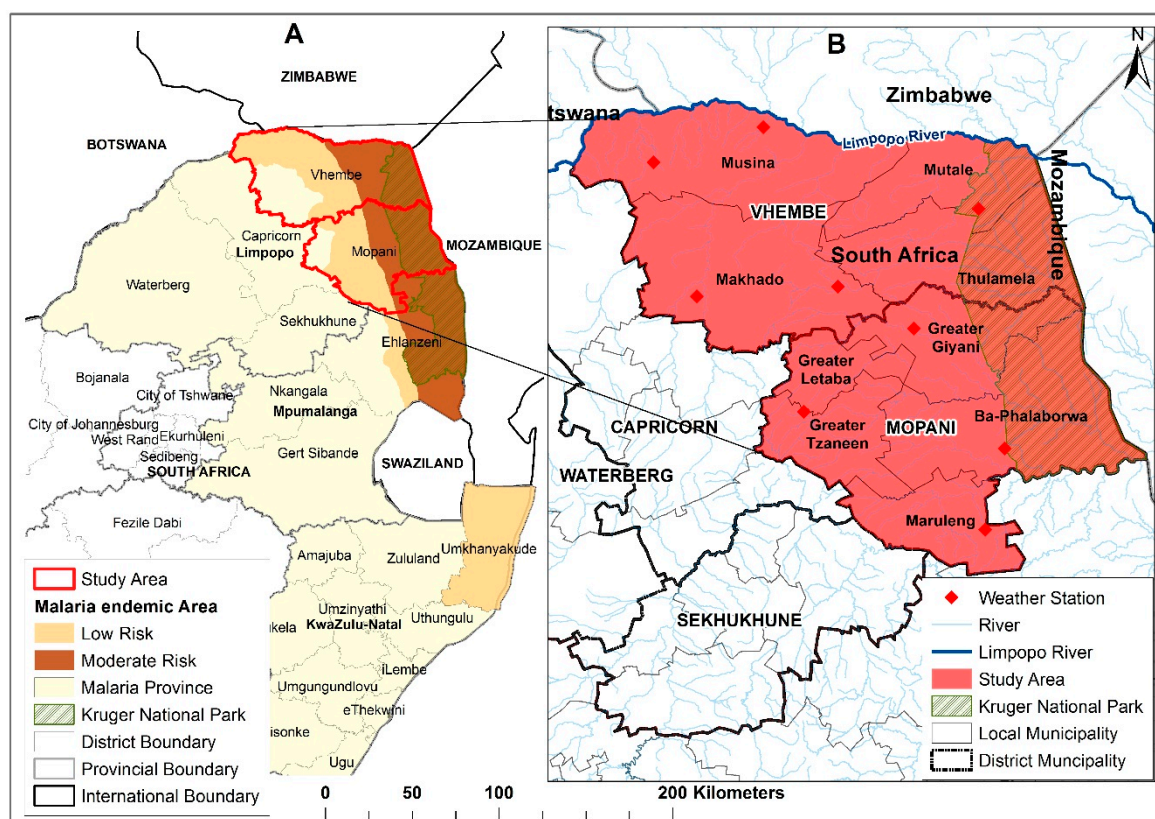 A
ZIMBABWE
BOTSWANA
Vhembe
Capricorn
Limpopo
Mopani
MOZAMBIQUE
Waterberg
Sekhukhune
Ehlanzeni
Bojanala
City of Tshwane
Nkangala
Mpumalanga
City of Johannesburg
West Rand
Ekurhuleni
Sedibeng
SOUTH AFRICA
Gert Sibande
SWAZILAND
Fezile Dabi
Amajuba
Zululand
Umkhanyakude
Umzinyathi
ukela
KwaZulu-Natal
Uthungulu
iLembe
Umgungundlovu
eThekwini
isonke
Ugu
Study Area
Malaria endemic Area
Low Risk
Moderate Risk
Malaria Province
Kruger National Park
District Boundary
Provincial Boundary
International Boundary
B
N
Zimbabwe
tswana
Limpopo River
Musina
Mutale
Mozambique
VHEMBE
South Africa
Thulamela
Makhado
Greater
Giyani
Greater
Letaba
Ba-Phalaborwa
Greater
Tzaneen
MOPANI
CAPRICORN
WATERBERG
Maruleng
SEKHUKHUNE
Weather Station
River
Limpopo River
Study Area
Kruger National Park
Local Municipality
District Muncipality
0 50 100 200 Kilometers